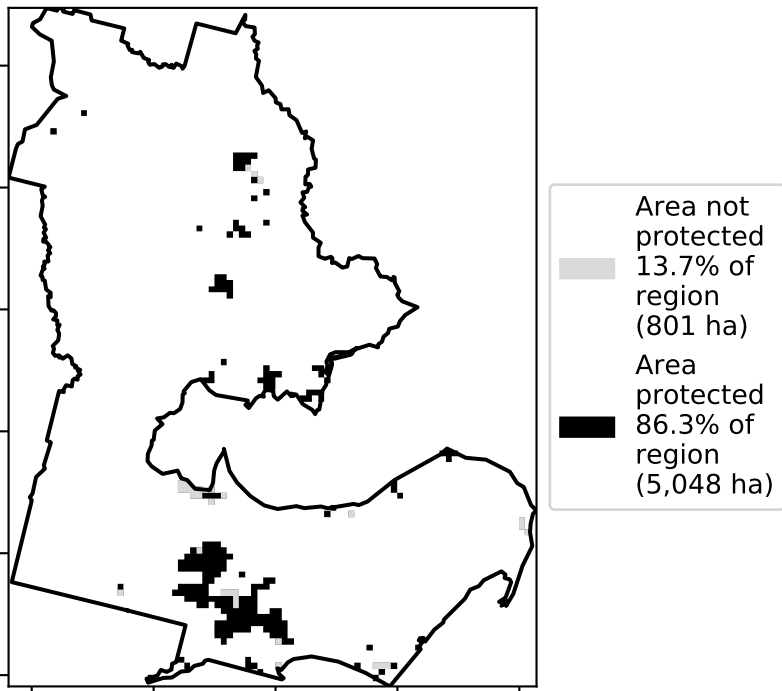 Area not
protected
13.7% of
region
(801 ha)
Area
protected
86.3% of
region
(5,048 ha)